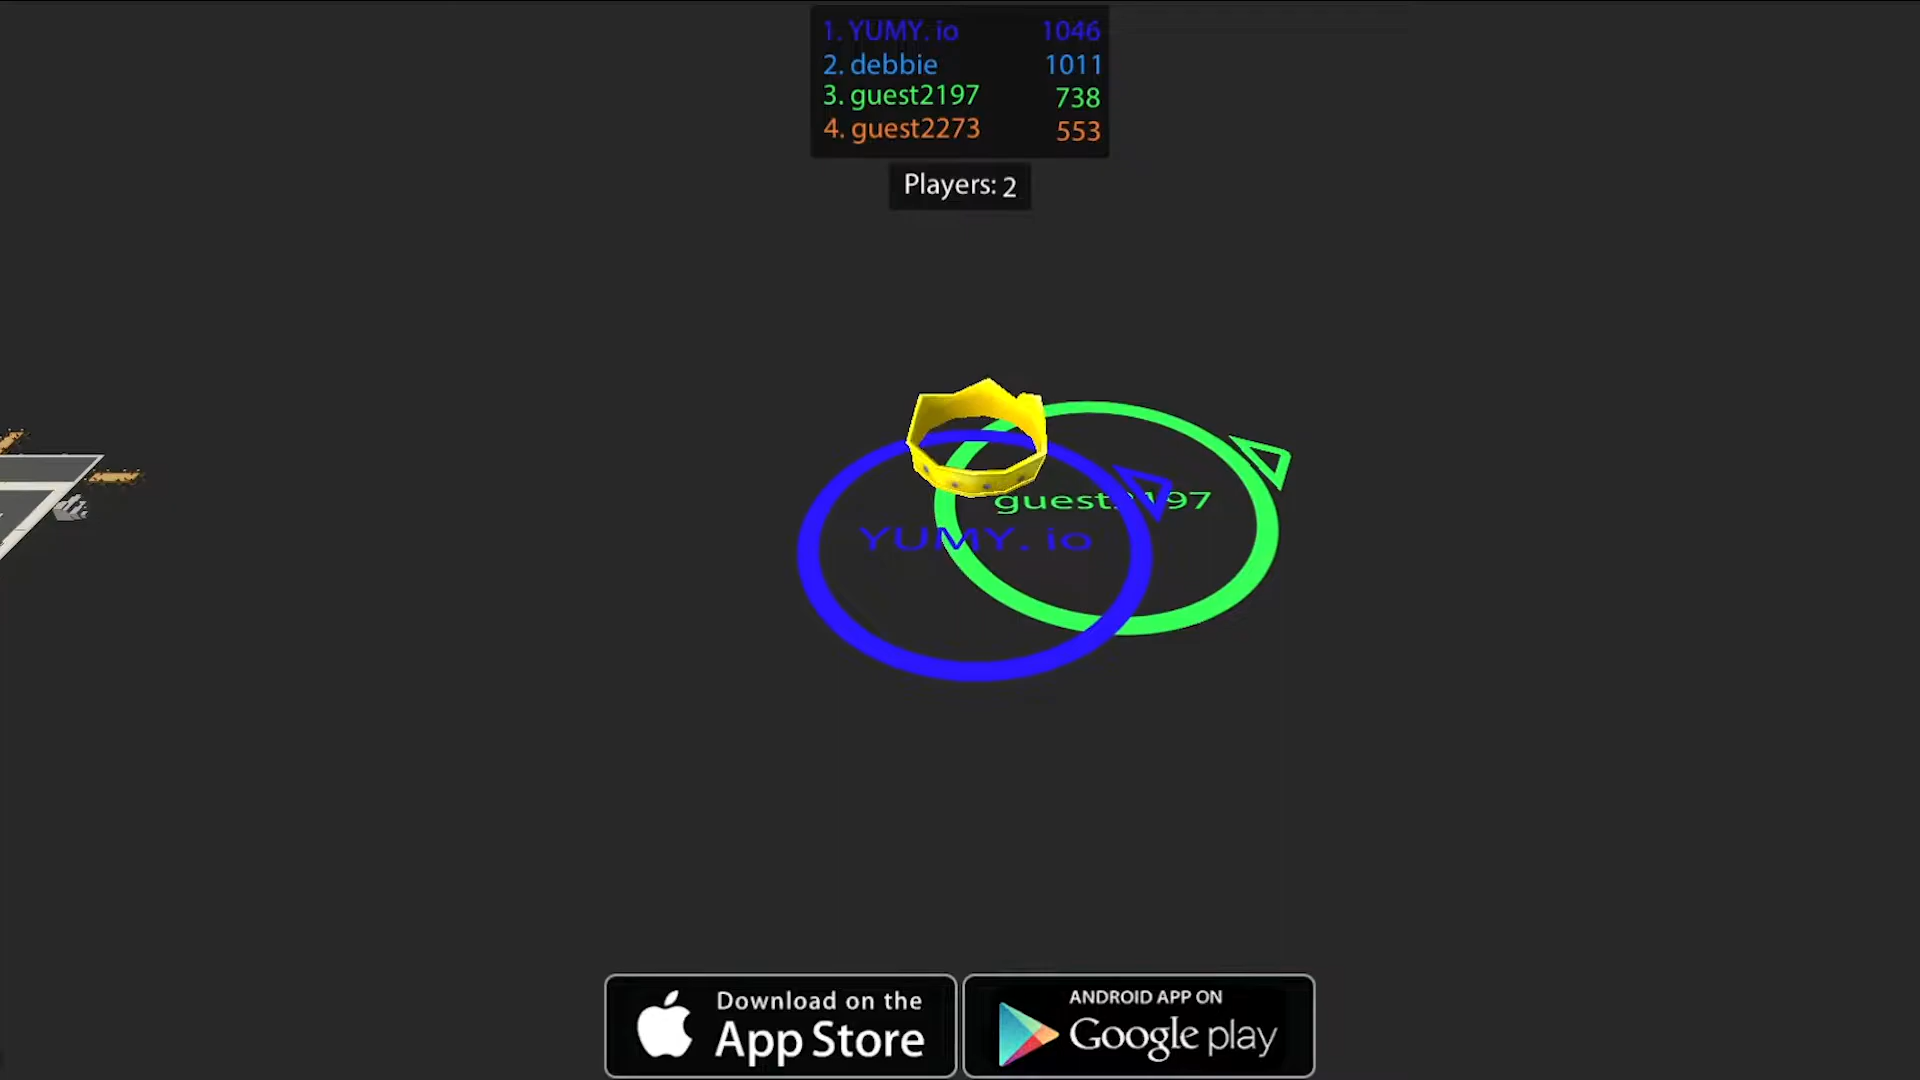 1. YUMY. io 1046
2. debbie 1011
3. guest2197 738
4. guest2273 553
Players: 2
guest2197
YUMY. io
Download on the
App Store
ANDROID APP ON
Google play